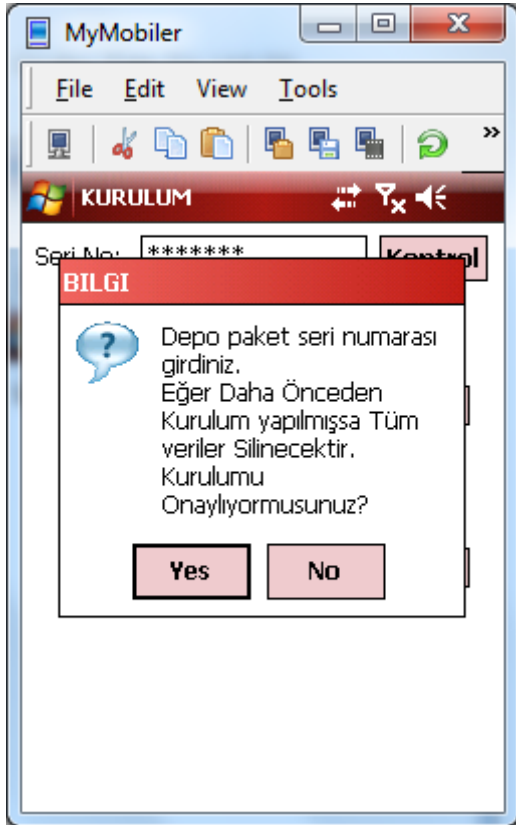 MyMobiler
File Edit View Tools
KURULUM
Seri No: ******* Kontrol
BILGI
Depo paket seri numarası
girdiniz.
Eğer Daha Önceden
Kurulum yapılmışsa Tüm
veriler Silinecektir.
Kurulumu
Onaylıyormusunuz?
Yes No